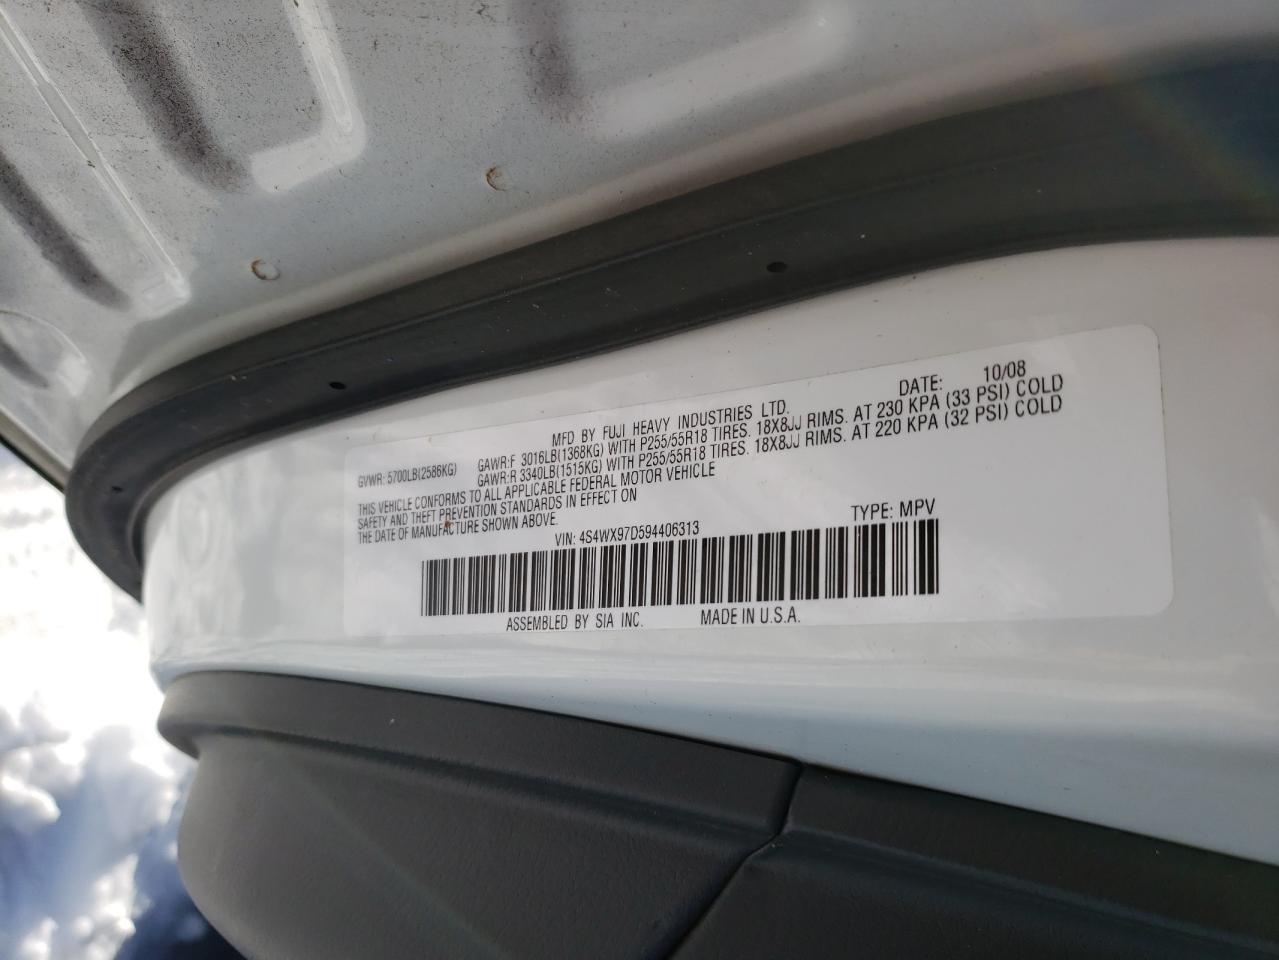 MFD BY FUJI HEAVY INDUSTRIES LTD. DATE: 10/08
GVWR: 5700LB(2586KG) GAWR:F 3016LB(1368KG) WITH P255/55R18 TIRES. 18X8JJ RIMS. AT 230 KPA (33 PSI) COLD
GAWR:R 3340LB(1515KG) WITH P255/55R18 TIRES. 18X8JJ RIMS. AT 220 KPA (32 PSI) COLD
THIS VEHICLE CONFORMS TO ALL APPLICABLE FEDERAL MOTOR VEHICLE
SAFETY AND THEFT PREVENTION STANDARDS IN EFFECT ON
THE DATE OF MANUFACTURE SHOWN ABOVE.
VIN: 4S4WX97D594406313 TYPE: MPV
ASSEMBLED BY SIA INC. MADE IN U.S.A.